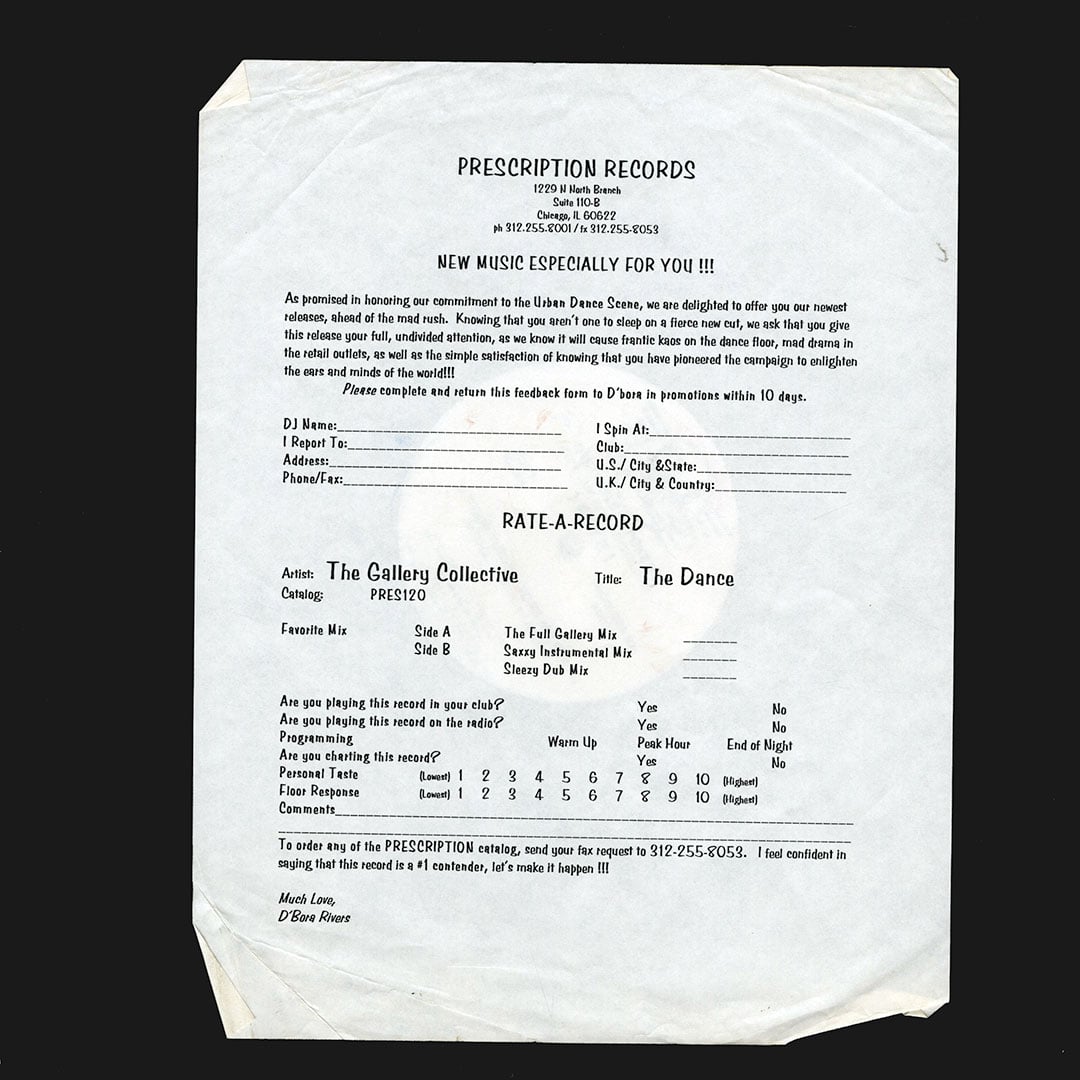 PRESCRIPTION RECORDS
1229 N North Branch
Suite 110-B
Chicago, IL 60622
ph 312.255.8001 / fx 312.255-8053
NEW MUSIC ESPECIALLY FOR YOU !!!
As promised in honoring our commitment to the Urban Dance Scene, we are delighted to offer you our newest
releases, ahead of the mad rush. Knowing that you aren't one to sleep on a fierce new cut, we ask that you give
this release your full, undivided attention, as we know it will cause frantic kaos on the dance floor, mad drama in
the retail outlets, as well as the simple satisfaction of knowing that you have pioneered the campaign to enlighten
the ears and minds of the world!!!
Please complete and return this feedback form to D'bora in promotions within 10 days.
DJ Name:____________________ I Spin At:____________________
I Report To:____________________ Club:____________________
Address:____________________ U.S./ City &State:____________________
Phone/Fax:____________________ U.K./ City & Country:____________________
RATE-A-RECORD
Artist: The Gallery Collective Title: The Dance
Catalog: PRES120
Favorite Mix Side A The Full Gallery Mix ______
Side B Saxxy Instrumental Mix ______
Sleezy Dub Mix ______
Are you playing this record in your club? Yes No
Are you playing this record on the radio? Yes No
Programming Warm Up Peak Hour End of Night
Are you charting this record? Yes No
Personal Taste (Lowest) 1 2 3 4 5 6 7 8 9 10 (Highest)
Floor Response (Lowest) 1 2 3 4 5 6 7 8 9 10 (Highest)
Comments____________________
To order any of the PRESCRIPTION catalog, send your fax request to 312-255-8053. I feel confident in
saying that this record is a #1 contender, let's make it happen !!!
Much Love,
D'Bora Rivers